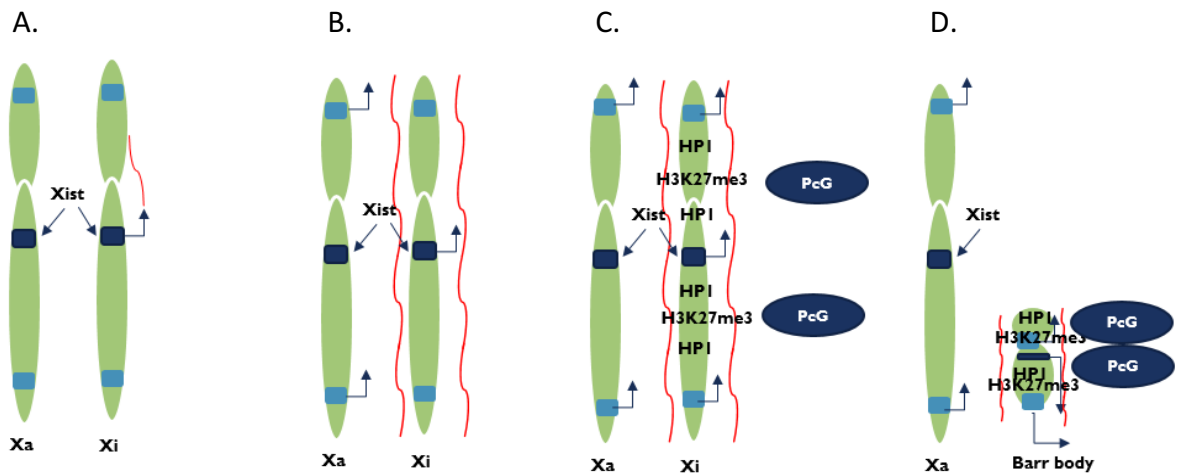 A.
B.
C.
D.
Xist
Xa
Xi
Xist
Xa
Xi
HP1
H3K27me3
PcG
HP1
Xist
HP1
H3K27me3
PcG
HP1
Xa
Xi
Xist
HP1
PcG
H3K27me3
HP1
PcG
H3K27me3
Barr body
Xa